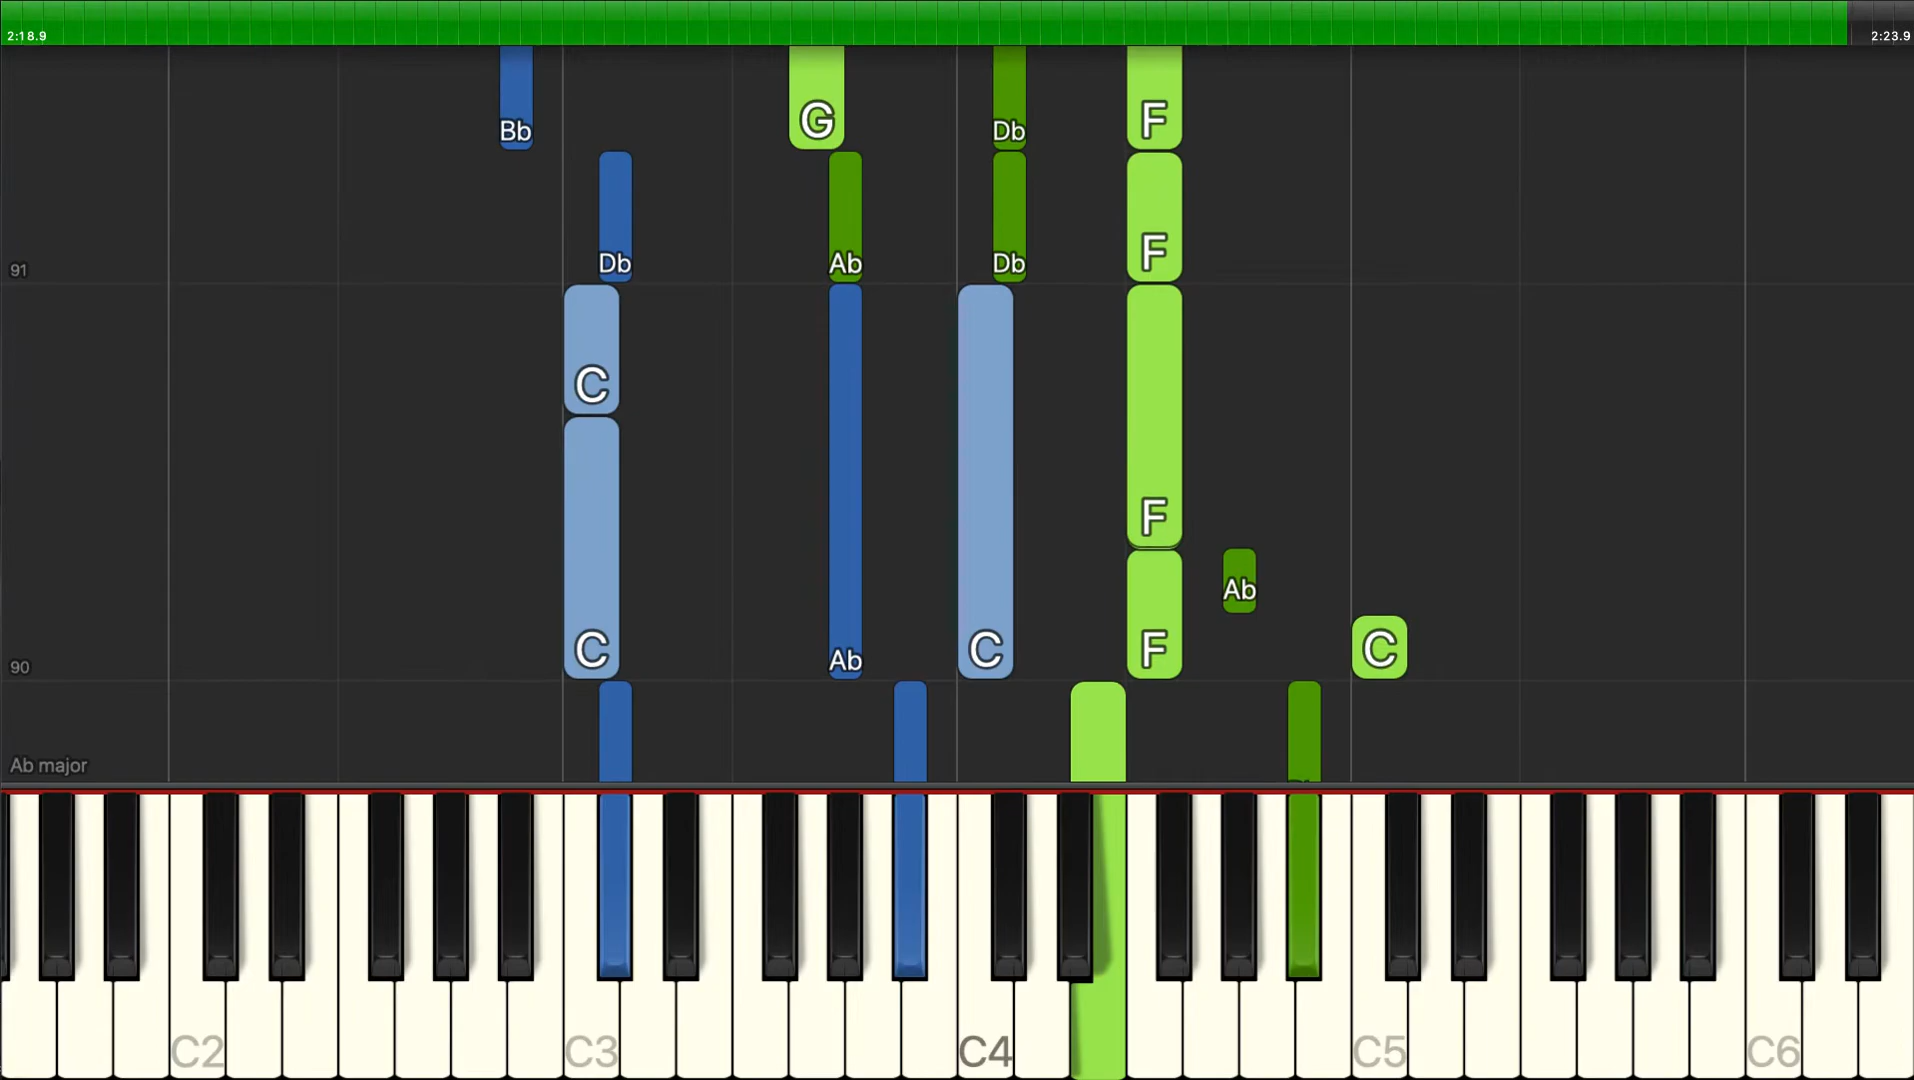 2:18.9 2:23.9
Bb G Db F
Db Ab Db F
91
C
F
Ab
C Ab C F C
90
Ab major
C2 C3 C4 C5 C6